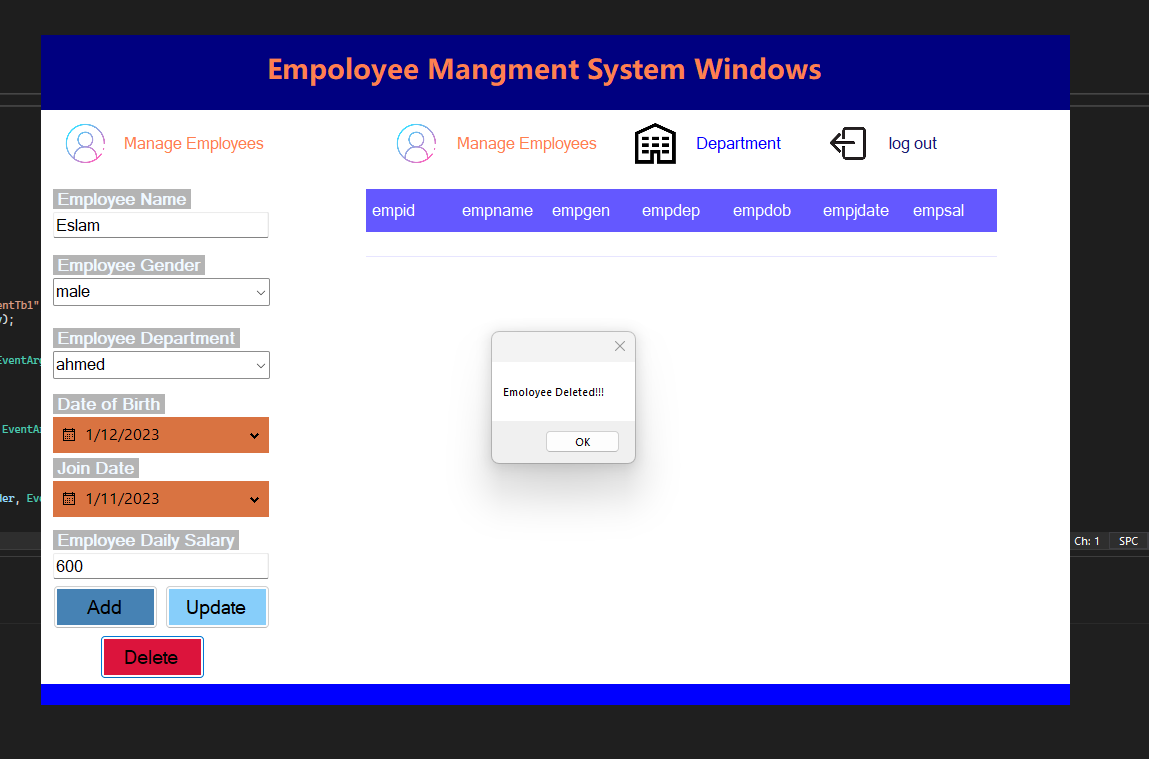 Empoloyee Mangment System Windows
Manage Employees
Manage Employees
Department
log out
Employee Name
Eslam
Employee Gender
male
Employee Department
ahmed
Date of Birth
1/12/2023
Join Date
1/11/2023
Employee Daily Salary
600
Add
Update
Delete
empid empname empgen empdep empdob empjdate empsal
Emoloyee Deleted!!!
OK
entTbl"
);
EventArg
EventA
der, Eve
Ch: 1 SPC